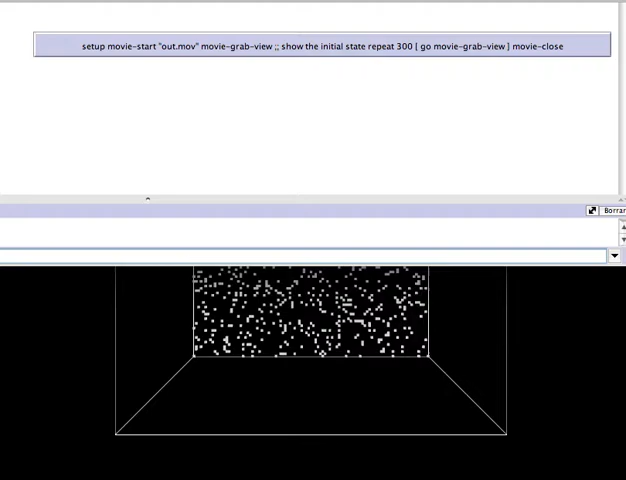 setup movie-start "out.mov" movie-grab-view ;; show the initial state repeat 300 [ go movie-grab-view ] movie-close
Borrar